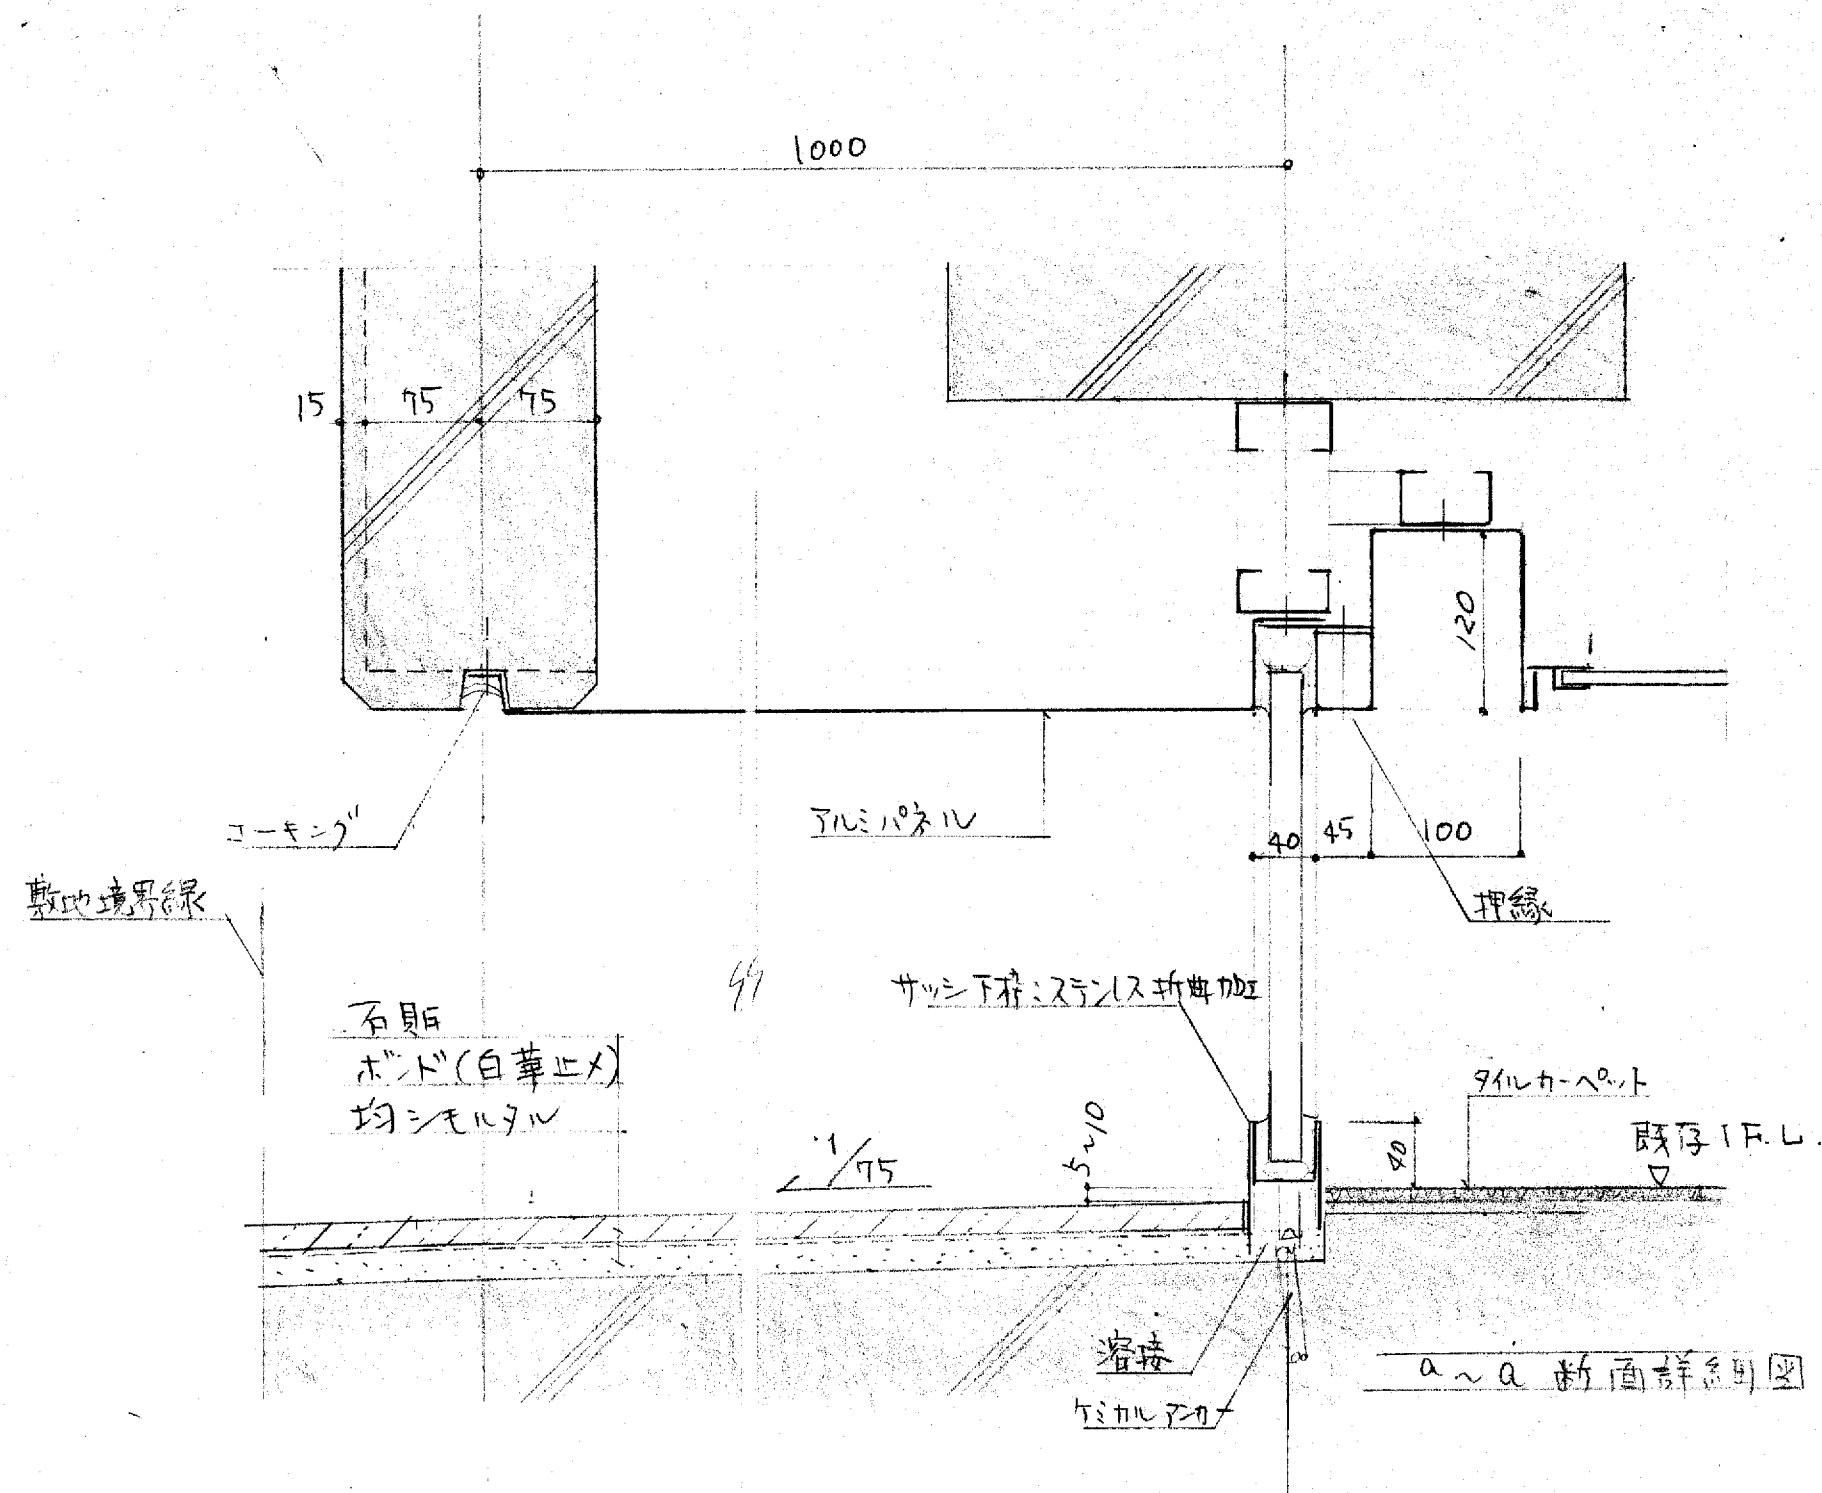 1000
15
75
75
120
コーキング
アルミパネル
40
45
100
敷地境界線
押縁
サッシ下枠:ステンレス折曲加工
石貼
ボンド(白華止メ)
均シモルタル
タイルカーペット
5~10
40
既存1F.L.
1/75
溶接
ケミカルアンカー
a~a 断面詳細図